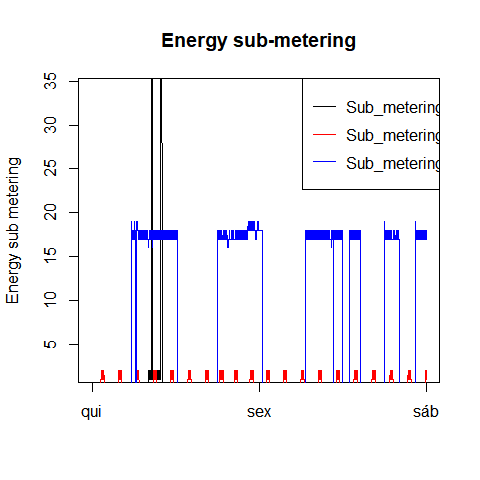 Energy sub-metering
Energy sub metering
35
30
25
20
15
10
5
Sub_metering
Sub_metering
Sub_metering
qui
sex
sáb